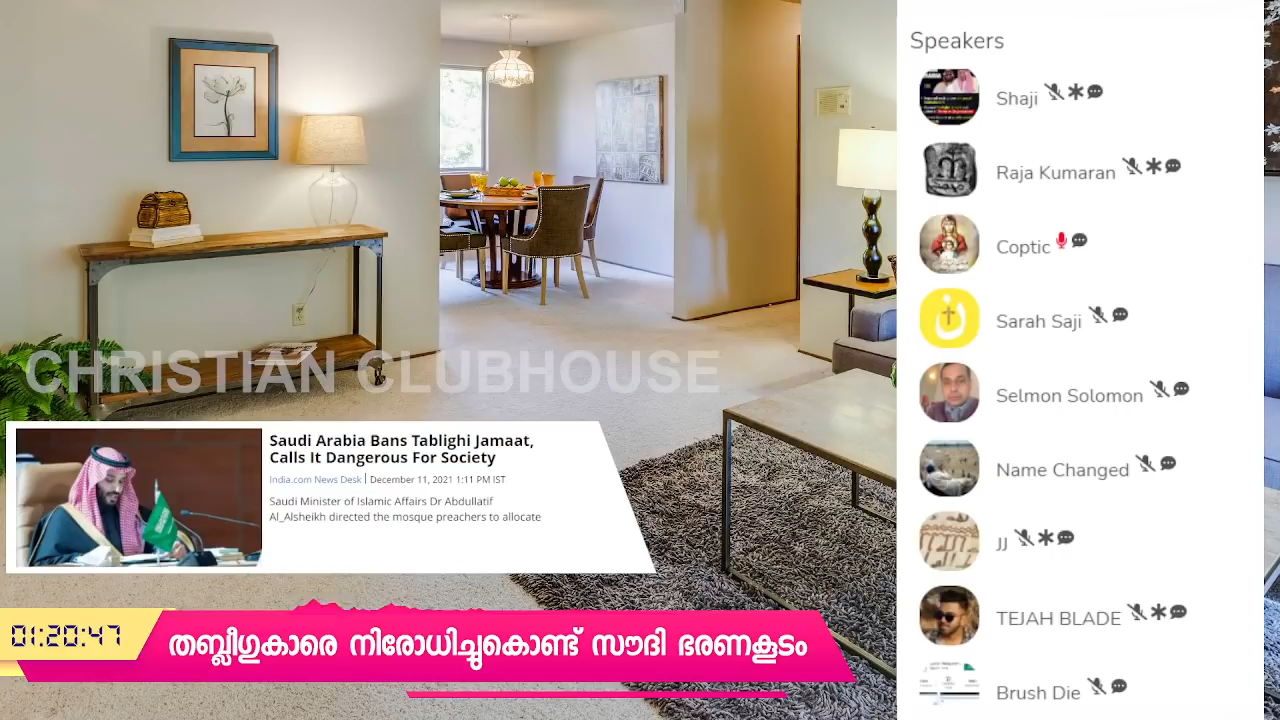 Speakers
Shaji
Raja Kumaran
Coptic
Sarah Saji
Selmon Solomon
Name Changed
JJ
TEJAH BLADE
Brush Die
CHRISTIAN CLUBHOUSE
Saudi Arabia Bans Tablighi Jamaat,
Calls It Dangerous For Society
India.com News Desk | December 11, 2021 1:11 PM IST
Saudi Minister of Islamic Affairs Dr Abdullatif
Al_Alsheikh directed the mosque preachers to allocate
01:20:47
തബ്ലീഗുകാരെ നിരോധിച്ചുകൊണ്ട് സൗദി ഭരണകൂടം